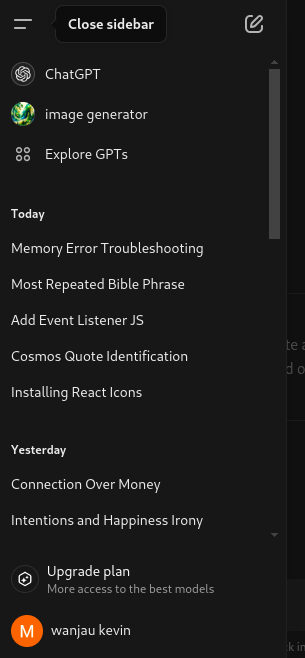 Close sidebar
ChatGPT
image generator
Explore GPTs
Today
Memory Error Troubleshooting
Most Repeated Bible Phrase
Add Event Listener JS
Cosmos Quote Identification
Installing React Icons
Yesterday
Connection Over Money
Intentions and Happiness Irony
Upgrade plan
More access to the best models
M wanjau kevin